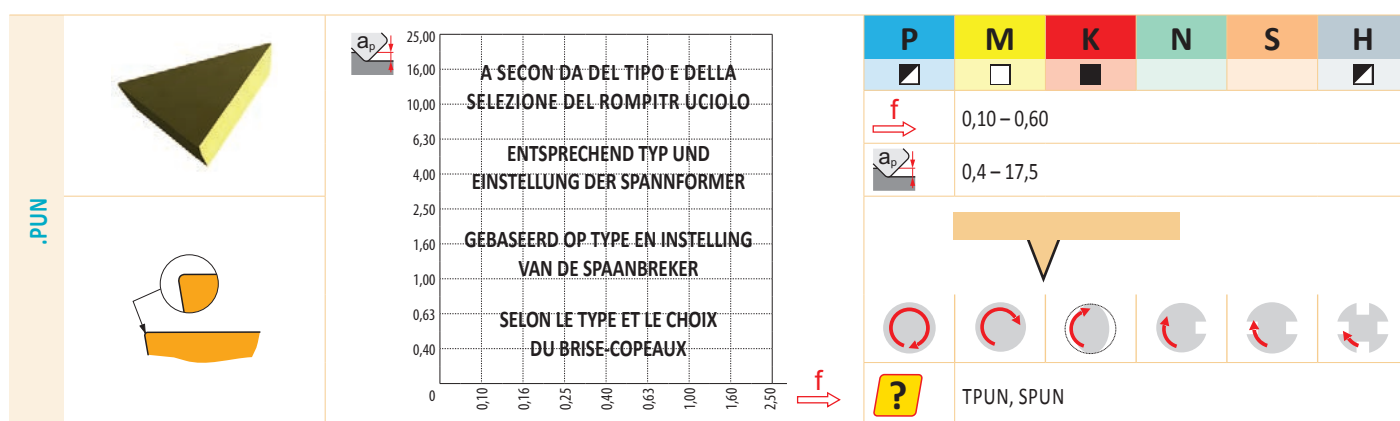 .PUN
ap
25,00
16,00
10,00
6,30
4,00
2,50
1,60
1,00
0,63
0,40
0
A SECON DA DEL TIPO E DELLA
SELEZIONE DEL ROMPITR UCIOLO
ENTSPRECHEND TYP UND
EINSTELLUNG DER SPANNFORMER
GEBASEERD OP TYPE EN INSTELLING
VAN DE SPAANBREKER
SELON LE TYPE ET LE CHOIX
DU BRISE-COPEAUX
0,10 0,16 0,25 0,40 0,63 1,00 1,60 2,50
f
P M K N S H
f 0,10 – 0,60
ap 0,4 – 17,5
? TPUN, SPUN